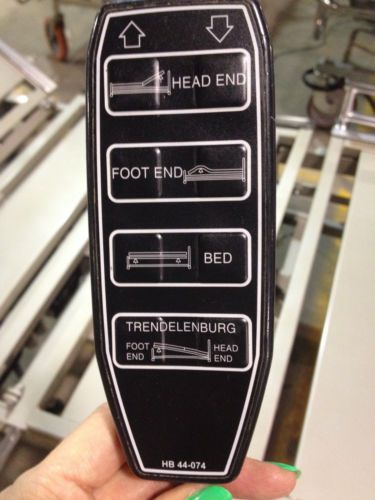 HEAD END
FOOT END
BED
TRENDELENBURG
FOOT END
HEAD END
HB 44-074